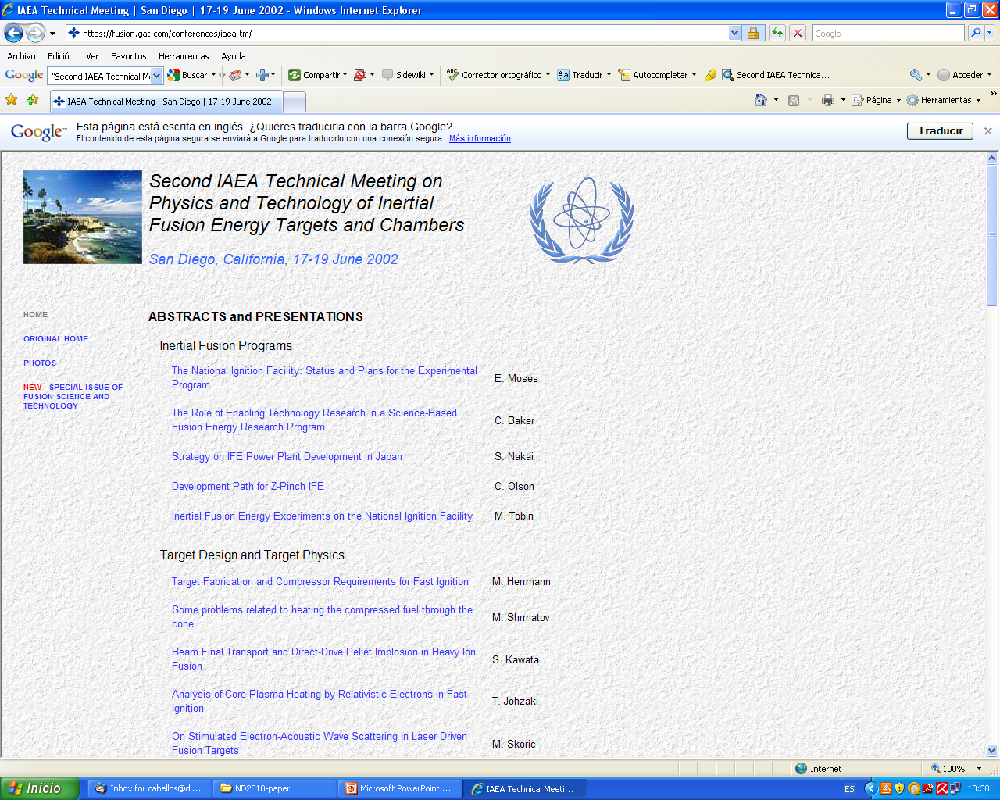 IAEA Technical Meeting | San Diego | 17-19 June 2002 - Windows Internet Explorer
https://fusion.gat.com/conferences/iaea-tm/
Google
Archivo Edición Ver Favoritos Herramientas Ayuda
Google "Second IAEA Technical M Buscar Compartir Sidewiki ABC Corrector ortográfico Traducir Autocompletar Second IAEA Technica... Acceder
IAEA Technical Meeting | San Diego | 17-19 June 2002 Página Herramientas
Google™ Esta página está escrita en inglés. ¿Quieres traducirla con la barra Google?
El contenido de esta página segura se enviará a Google para traducirlo con una conexión segura. Más información
Traducir
Second IAEA Technical Meeting on
Physics and Technology of Inertial
Fusion Energy Targets and Chambers
San Diego, California, 17-19 June 2002
HOME
ORIGINAL HOME
PHOTOS
NEW - SPECIAL ISSUE OF
FUSION SCIENCE AND
TECHNOLOGY
ABSTRACTS and PRESENTATIONS
Inertial Fusion Programs
The National Ignition Facility: Status and Plans for the Experimental
Program
E. Moses
The Role of Enabling Technology Research in a Science-Based
Fusion Energy Research Program
C. Baker
Strategy on IFE Power Plant Development in Japan S. Nakai
Development Path for Z-Pinch IFE C. Olson
Inertial Fusion Energy Experiments on the National Ignition Facility M. Tobin
Target Design and Target Physics
Target Fabrication and Compressor Requirements for Fast Ignition M. Herrmann
Some problems related to heating the compressed fuel through the
cone
M. Shrmatov
Beam Final Transport and Direct-Drive Pellet Implosion in Heavy Ion
Fusion
S. Kawata
Analysis of Core Plasma Heating by Relativistic Electrons in Fast
Ignition
T. Johzaki
On Stimulated Electron-Acoustic Wave Scattering in Laser Driven
Fusion Targets
M. Skoric
Internet 100%
Inicio Inbox for cabellos@di... ND2010-paper Microsoft PowerPoint ... IAEA Technical Meeti... ES 10:38